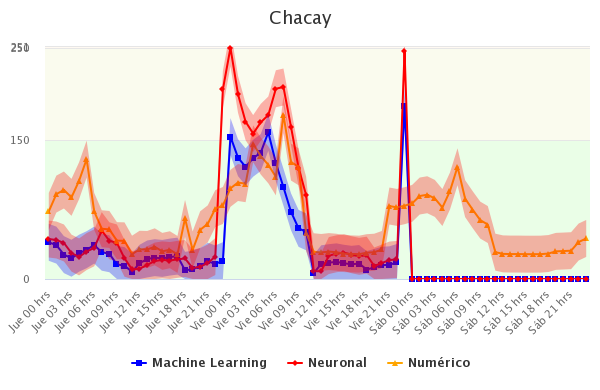 Chacay
150
0
Jue 00 hrs
Jue 03 hrs
Jue 06 hrs
Jue 09 hrs
Jue 12 hrs
Jue 15 hrs
Jue 18 hrs
Jue 21 hrs
Vie 00 hrs
Vie 03 hrs
Vie 06 hrs
Vie 09 hrs
Vie 12 hrs
Vie 15 hrs
Vie 18 hrs
Vie 21 hrs
Sáb 00 hrs
Sáb 03 hrs
Sáb 06 hrs
Sáb 09 hrs
Sáb 12 hrs
Sáb 15 hrs
Sáb 18 hrs
Sáb 21 hrs
Machine Learning Neuronal Numérico